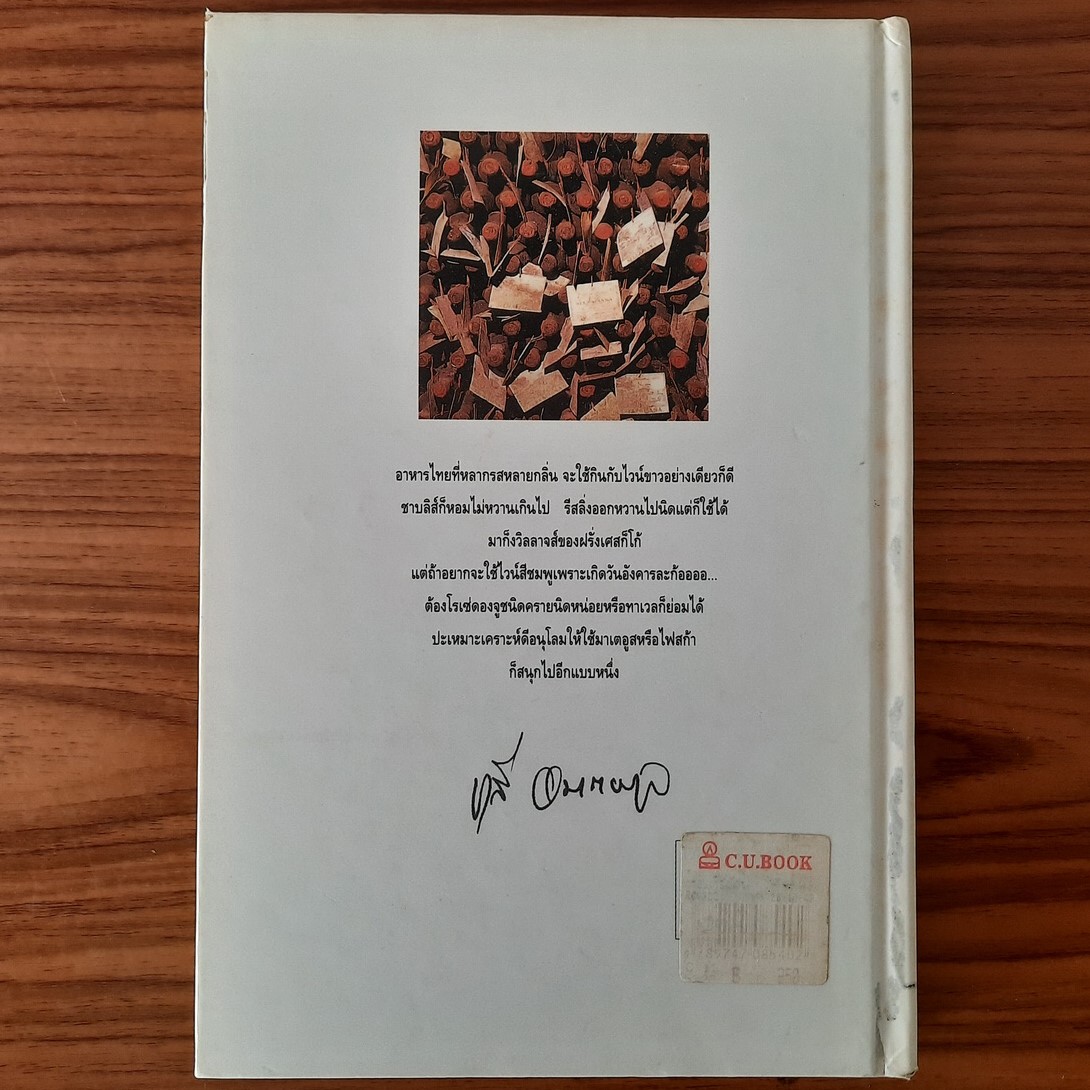 อาหารไทยที่หลากรสหลายกลิ่น จะใช้กินกับไวน์ขาวอย่างเดียวก็ดี
ชาบลิส์ก็หอมไม่หวานเกินไป รีสลิ่งออกหวานไปนิดแต่ก็ใช้ได้
มาก็งวิลลาจส์ของฝรั่งเศสก็โก้
แต่ถ้าอยากจะใช้ไวน์สีชมพูเพราะเกิดวันอังคารละก้ออออ...
ต้องโรเซ่ดองจูชนิดครายนิดหน่อยหรือทาเวลก็ย่อมได้
ปะเหมาะเคราะห์ดีอนุโลมให้ใช้มาเตอูสหรือไฟสก้า
ก็สนุกไปอีกแบบหนึ่ง
C.U.BOOK